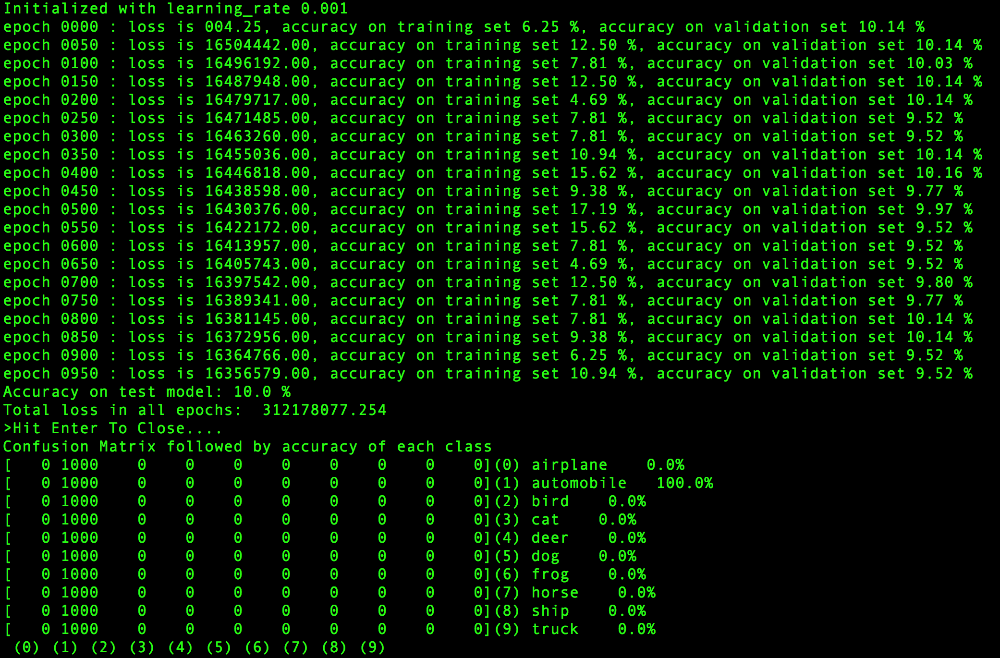 Initialized with learning_rate 0.001
epoch 0000 : loss is 004.25, accuracy on training set 6.25 %, accuracy on validation set 10.14 %
epoch 0050 : loss is 16504442.00, accuracy on training set 12.50 %, accuracy on validation set 10.14 %
epoch 0100 : loss is 16496192.00, accuracy on training set 7.81 %, accuracy on validation set 10.03 %
epoch 0150 : loss is 16487948.00, accuracy on training set 12.50 %, accuracy on validation set 10.14 %
epoch 0200 : loss is 16479717.00, accuracy on training set 4.69 %, accuracy on validation set 10.14 %
epoch 0250 : loss is 16471485.00, accuracy on training set 7.81 %, accuracy on validation set 9.52 %
epoch 0300 : loss is 16463260.00, accuracy on training set 7.81 %, accuracy on validation set 9.52 %
epoch 0350 : loss is 16455036.00, accuracy on training set 10.94 %, accuracy on validation set 10.14 %
epoch 0400 : loss is 16446818.00, accuracy on training set 15.62 %, accuracy on validation set 10.16 %
epoch 0450 : loss is 16438598.00, accuracy on training set 9.38 %, accuracy on validation set 9.77 %
epoch 0500 : loss is 16430376.00, accuracy on training set 17.19 %, accuracy on validation set 9.97 %
epoch 0550 : loss is 16422172.00, accuracy on training set 15.62 %, accuracy on validation set 9.52 %
epoch 0600 : loss is 16413957.00, accuracy on training set 7.81 %, accuracy on validation set 9.52 %
epoch 0650 : loss is 16405743.00, accuracy on training set 4.69 %, accuracy on validation set 9.52 %
epoch 0700 : loss is 16397542.00, accuracy on training set 12.50 %, accuracy on validation set 9.80 %
epoch 0750 : loss is 16389341.00, accuracy on training set 7.81 %, accuracy on validation set 9.77 %
epoch 0800 : loss is 16381145.00, accuracy on training set 7.81 %, accuracy on validation set 10.14 %
epoch 0850 : loss is 16372956.00, accuracy on training set 9.38 %, accuracy on validation set 10.14 %
epoch 0900 : loss is 16364766.00, accuracy on training set 6.25 %, accuracy on validation set 9.52 %
epoch 0950 : loss is 16356579.00, accuracy on training set 10.94 %, accuracy on validation set 9.52 %
Accuracy on test model: 10.0 %
Total loss in all epochs:  312178077.254
>Hit Enter To Close....
Confusion Matrix followed by accuracy of each class
[   0 1000    0    0    0    0    0    0    0    0](0) airplane    0.0%
[   0 1000    0    0    0    0    0    0    0    0](1) automobile   100.0%
[   0 1000    0    0    0    0    0    0    0    0](2) bird    0.0%
[   0 1000    0    0    0    0    0    0    0    0](3) cat    0.0%
[   0 1000    0    0    0    0    0    0    0    0](4) deer    0.0%
[   0 1000    0    0    0    0    0    0    0    0](5) dog    0.0%
[   0 1000    0    0    0    0    0    0    0    0](6) frog    0.0%
[   0 1000    0    0    0    0    0    0    0    0](7) horse    0.0%
[   0 1000    0    0    0    0    0    0    0    0](8) ship    0.0%
[   0 1000    0    0    0    0    0    0    0    0](9) truck    0.0%
 (0) (1) (2) (3) (4) (5) (6) (7) (8) (9)